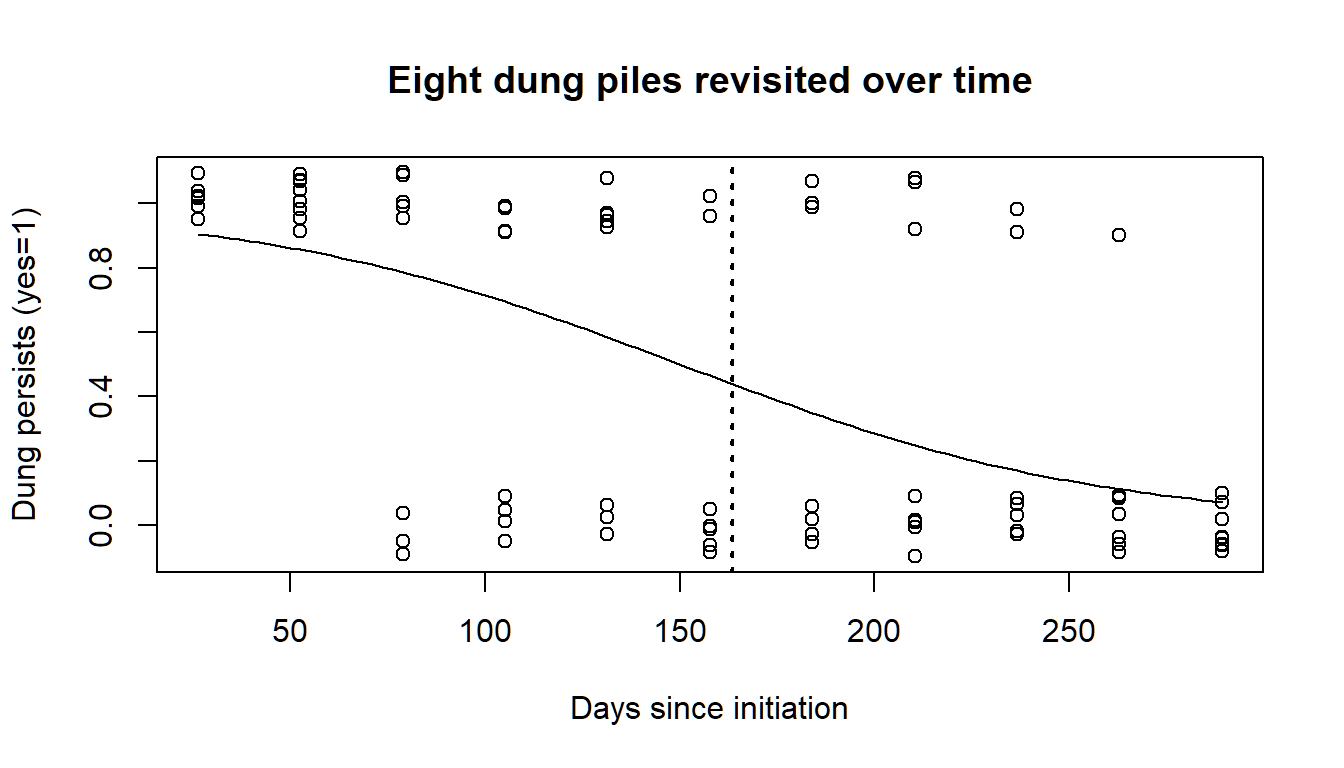 Eight dung piles revisited over time
Dung persists (yes=1)
0.8
0.4
0.0
50 100 150 200 250
Days since initiation